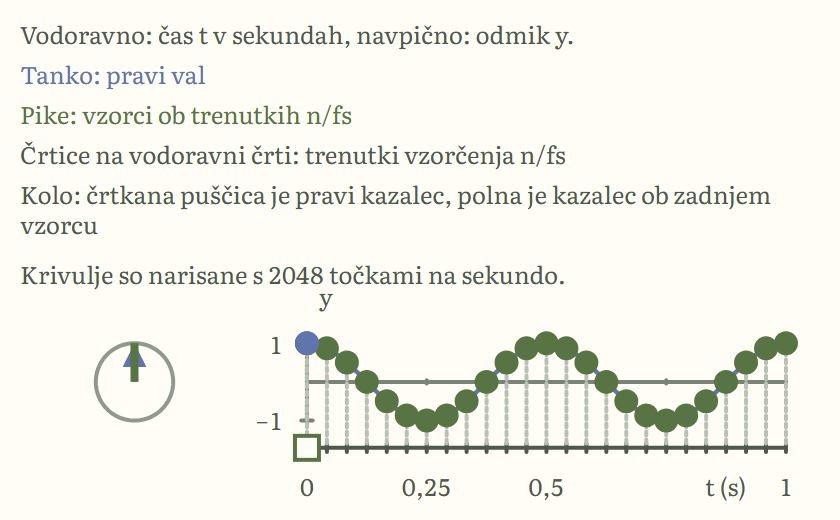 Vodoravno: čas t v sekundah, navpično: odmik y.
Tanko: pravi val
Pike: vzorci ob trenutkih n/fs
Črtice na vodoravni črti: trenutki vzorčenja n/fs
Kolo: črtkana puščica je pravi kazalec, polna je kazalec ob zadnjem
vzorcu
Krivulje so narisane s 2048 točkami na sekundo.
y
1
−1
0 0,25 0,5 t (s) 1